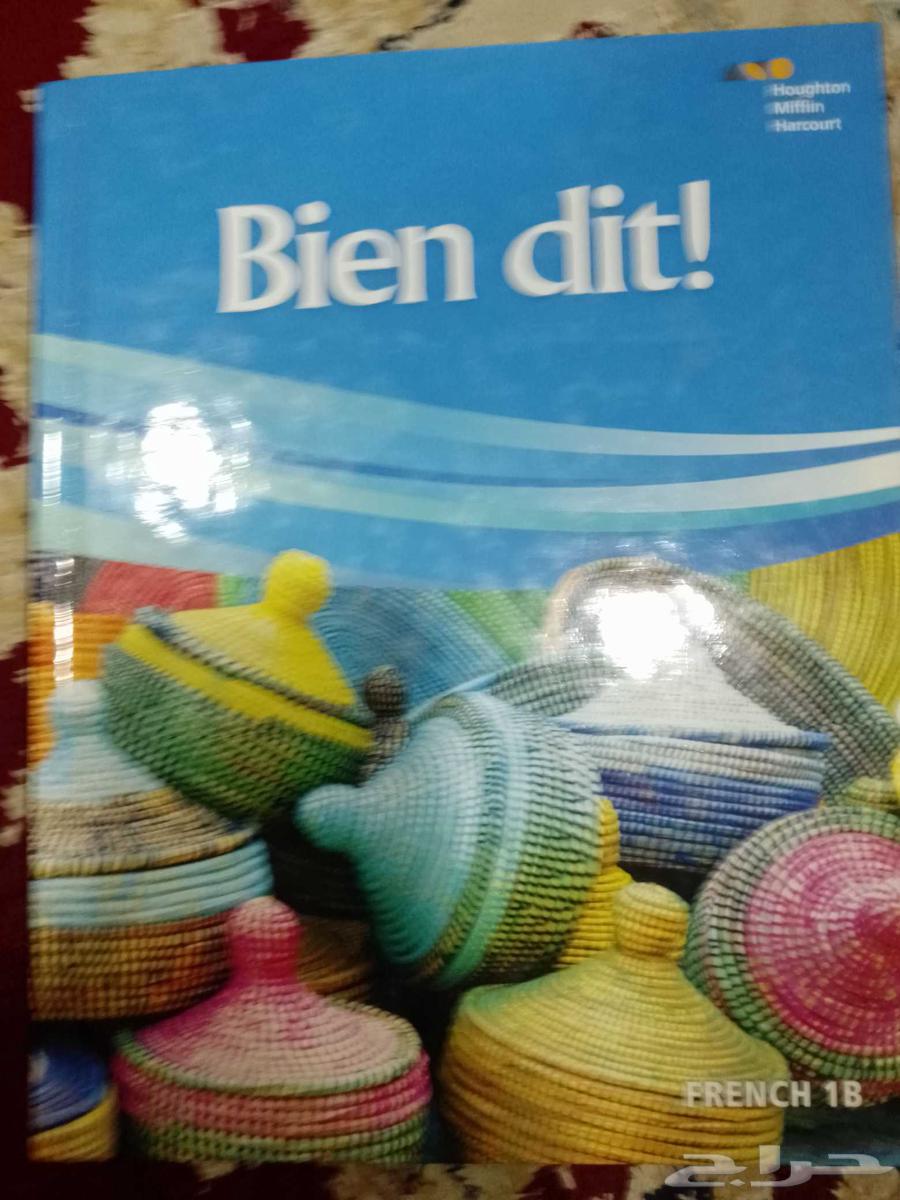 Houghton
Mifflin
Harcourt
Bien dit!
FRENCH 1B
حراج